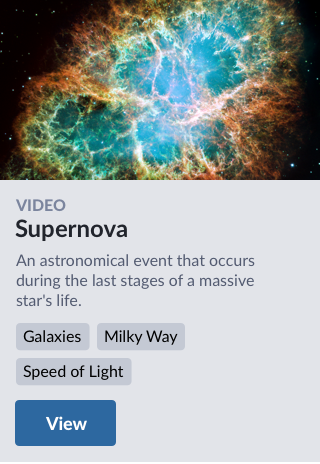 VIDEO
Supernova
An astronomical event that occurs
during the last stages of a massive
star's life.
Galaxies
Milky Way
Speed of Light
View